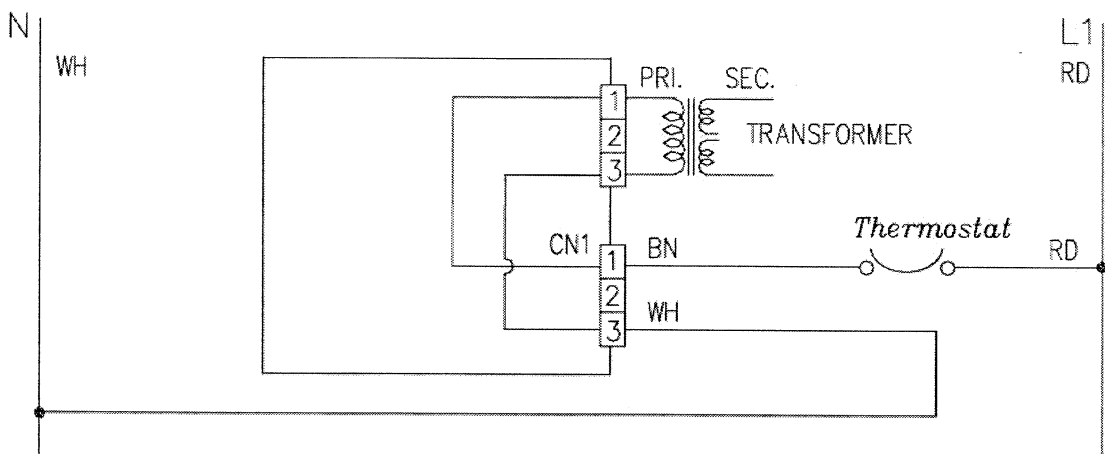 N
L1
WH
RD
PRI.
SEC.
1
2
3
TRANSFORMER
Thermostat
CN1
1
BN
RD
2
WH
3